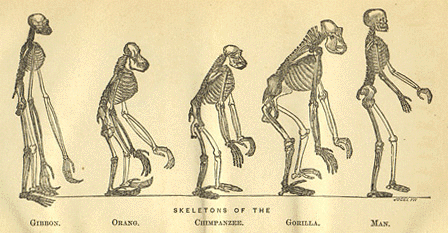 SKELETONS OF THE
GIBBON. ORANG. CHIMPANZEE. GORILLA. MAN.